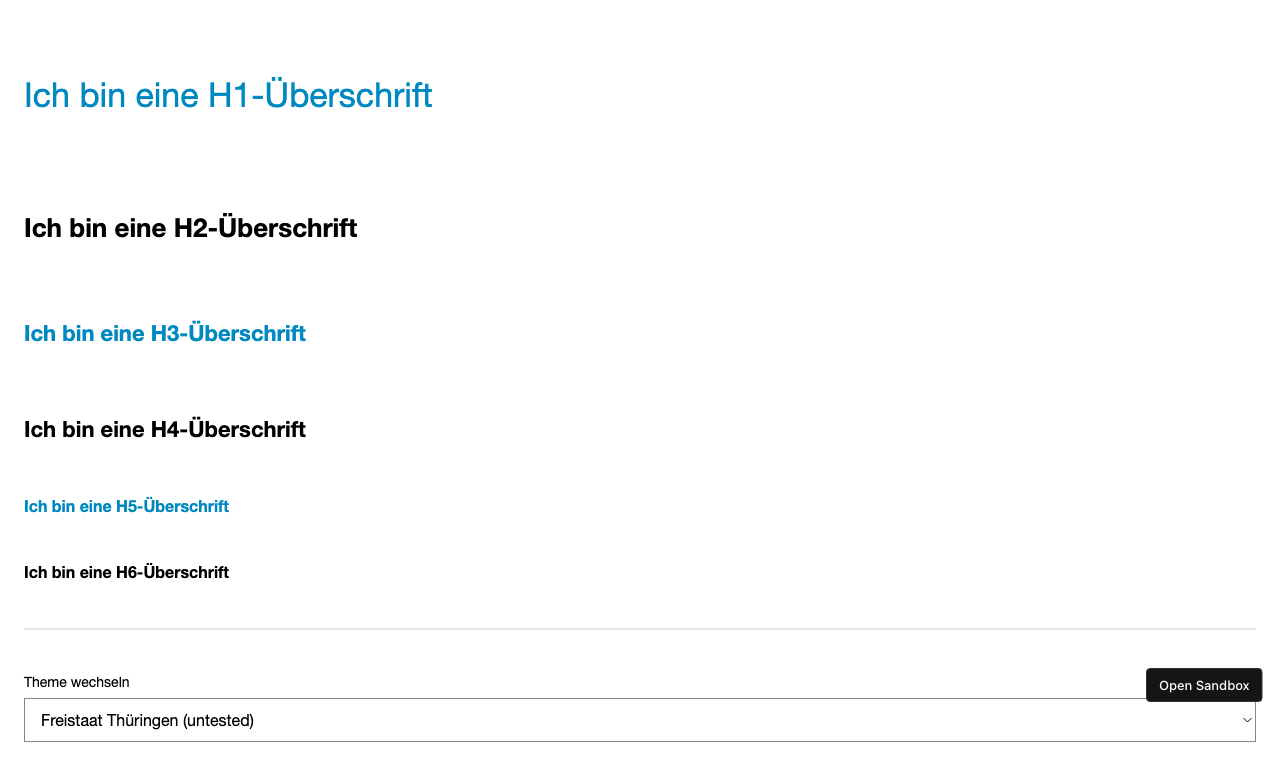 Ich bin eine H1-Überschrift
Ich bin eine H2-Überschrift
Ich bin eine H3-Überschrift
Ich bin eine H4-Überschrift
Ich bin eine H5-Überschrift
Ich bin eine H6-Überschrift
Theme wechseln
Open Sandbox
Freistaat Thüringen (untested)